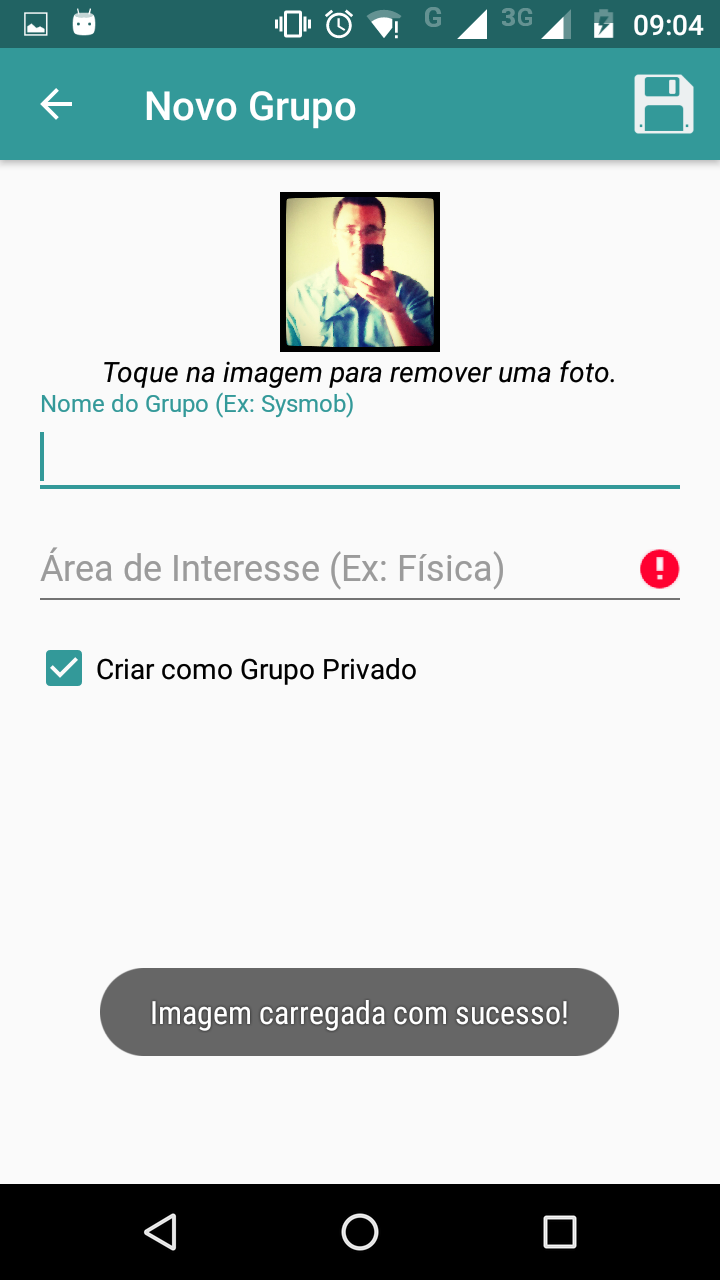 G 3G 09:04
Novo Grupo
Toque na imagem para remover uma foto.
Nome do Grupo (Ex: Sysmob)
Área de Interesse (Ex: Física)
Criar como Grupo Privado
Imagem carregada com sucesso!